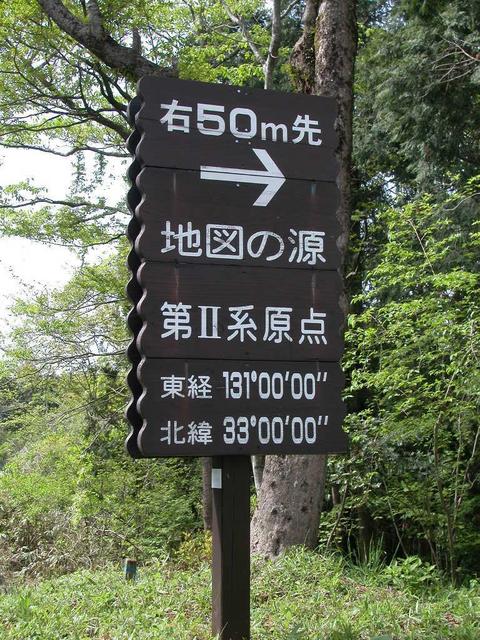 右50m先
→
地図の源
第II系原点
東経 131°00'00"
北緯 33°00'00"